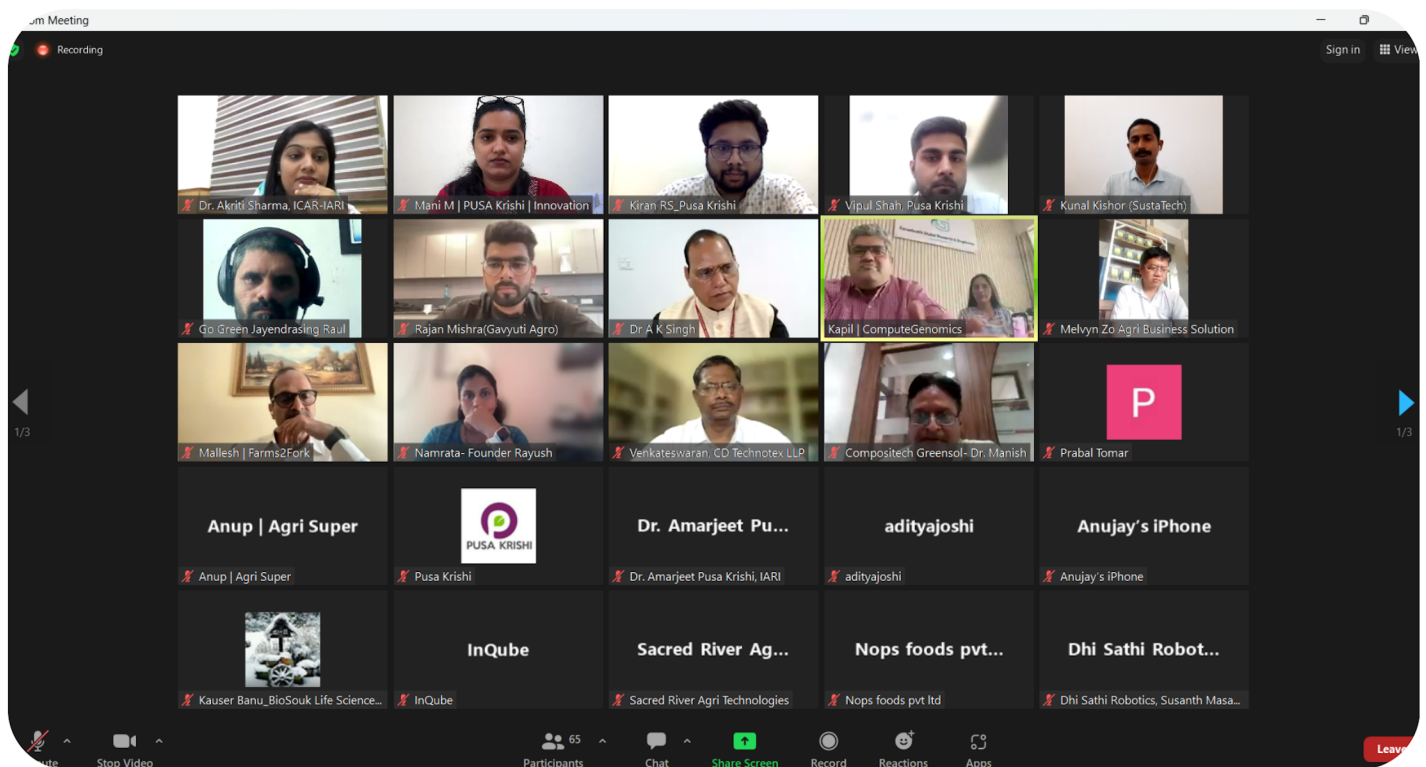 om Meeting
Recording
Sign in
View
Dr. Akriti Sharma, ICAR-IARI
Mani M | PUSA Krishi | Innovation
Kiran RS_Pusa Krishi
Vipul Shah, Pusa Krishi
Kunal Kishor (SustaTech)
Go Green Jayendrasing Raul
Rajan Mishra(Gavyuti Agro)
Dr A K Singh
Kapil | ComputeGenomics
Melvyn Zo Agri Business Solution
1/3
1/3
Mallesh | Farms2Fork
Namrata- Founder Rayush
Venkateswaran, CD Technotex LLP
Compositech Greensol- Dr. Manish
P
Prabal Tomar
Anup | Agri Super
PUSA KRISHI
Dr. Amarjeet Pu...
adityajoshi
Anujay's iPhone
Anup | Agri Super
Pusa Krishi
Dr. Amarjeet Pusa Krishi, IARI
adityajoshi
Anujay's iPhone
InQube
Sacred River Ag...
Nops foods pvt...
Dhi Sathi Robot...
Kauser Banu_BioSouk Life Science...
InQube
Sacred River Agri Technologies
Nops foods pvt ltd
Dhi Sathi Robotics, Susanth Masa...
ute
Stop Video
65
Participants
Chat
Share Screen
Record
Reactions
Apps
Leave